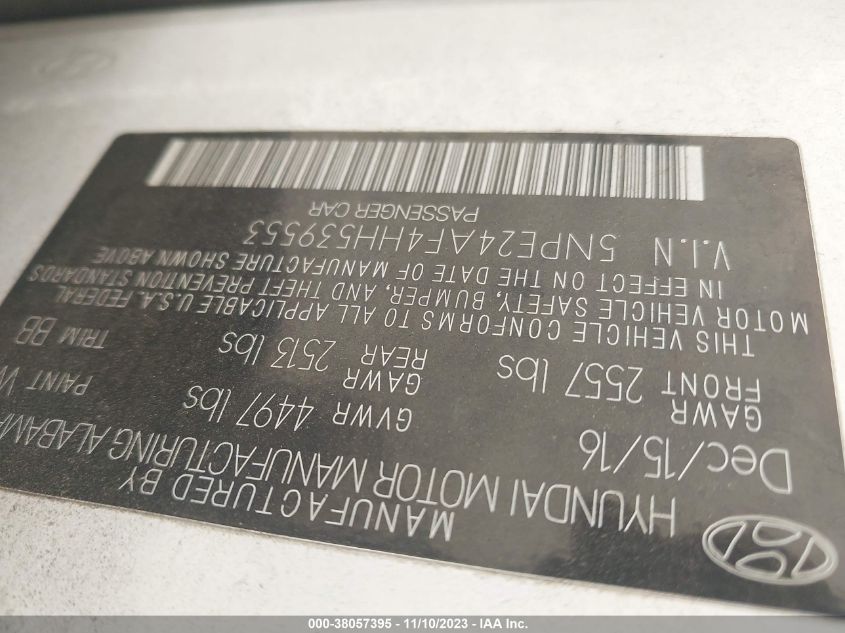 MANUFACTURED BY
HYUNDAI MOTOR MANUFACTURING ALABAMA
Dec/15/16 GVWR 4497 lbs PAINT
GAWR FRONT 2557 lbs GAWR REAR 2513 lbs TRIM BB
THIS VEHICLE CONFORMS TO ALL APPLICABLE U.S.A. FEDERAL
MOTOR VEHICLE SAFETY, BUMPER, AND THEFT PREVENTION STANDARDS
IN EFFECT ON THE DATE OF MANUFACTURE SHOWN ABOVE
V.I.N 5NPE24AF4HH539553
PASSENGER CAR
000-38057395 - 11/10/2023 - IAA Inc.